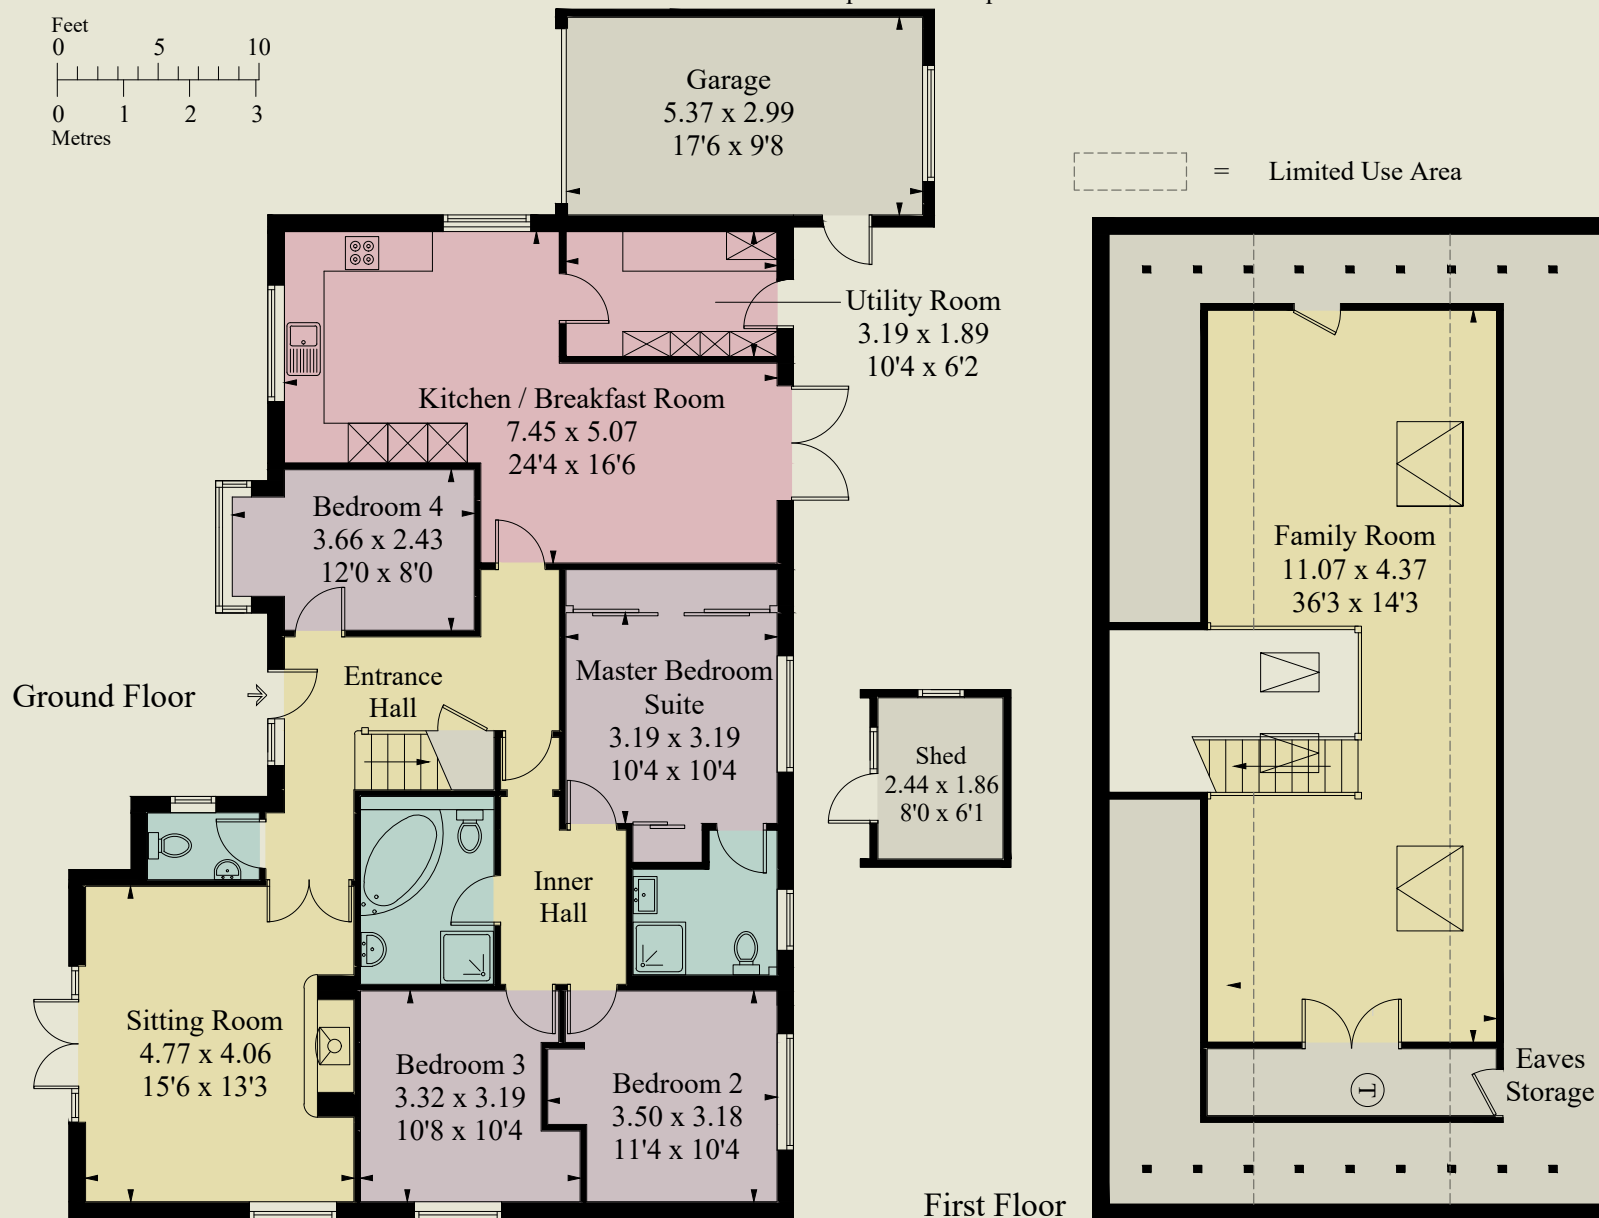 Feet
0 5 10
0 1 2 3
Metres
Garage
5.37 x 2.99
17'6 x 9'8
= Limited Use Area
Utility Room
3.19 x 1.89
10'4 x 6'2
Kitchen / Breakfast Room
7.45 x 5.07
24'4 x 16'6
Bedroom 4
3.66 x 2.43
12'0 x 8'0
Family Room
11.07 x 4.37
36'3 x 14'3
Ground Floor
Entrance
Hall
Master Bedroom
Suite
3.19 x 3.19
10'4 x 10'4
Shed
2.44 x 1.86
8'0 x 6'1
Inner
Hall
Sitting Room
4.77 x 4.06
15'6 x 13'3
Bedroom 3
3.32 x 3.19
10'8 x 10'4
Bedroom 2
3.50 x 3.18
11'4 x 10'4
T
Eaves
Storage
First Floor